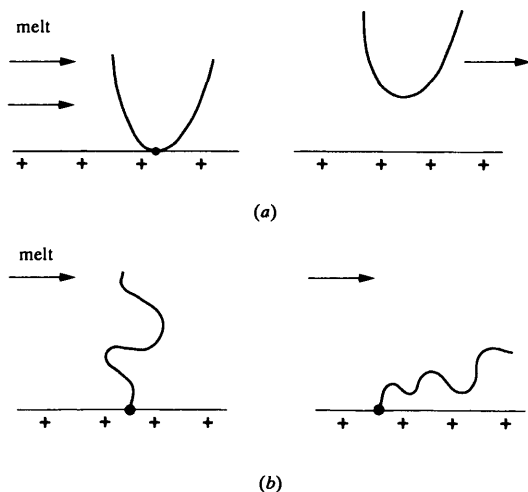 melt
+ + + + + + + +
(a)
melt
+ + + + + + +
(b)